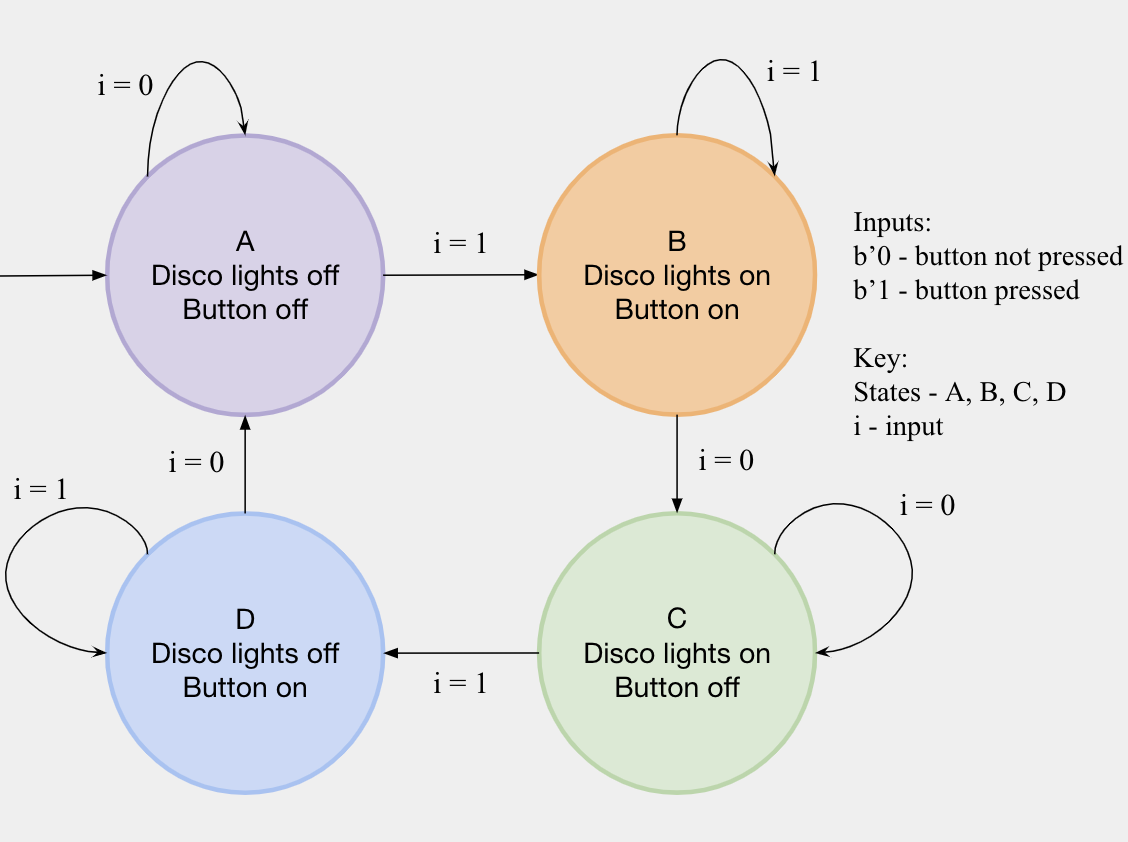 i = 0
i = 1
A
Disco lights off
Button off
i = 1
B
Disco lights on
Button on
Inputs:
b’0 - button not pressed
b’1 - button pressed
Key:
States - A, B, C, D
i - input
i = 0
i = 0
i = 1
i = 0
D
Disco lights off
Button on
i = 1
C
Disco lights on
Button off